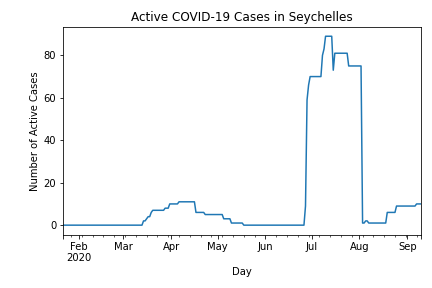 Active COVID-19 Cases in Seychelles
Number of Active Cases
80
60
40
20
0
Feb Mar Apr May Jun Jul Aug Sep
2020
Day